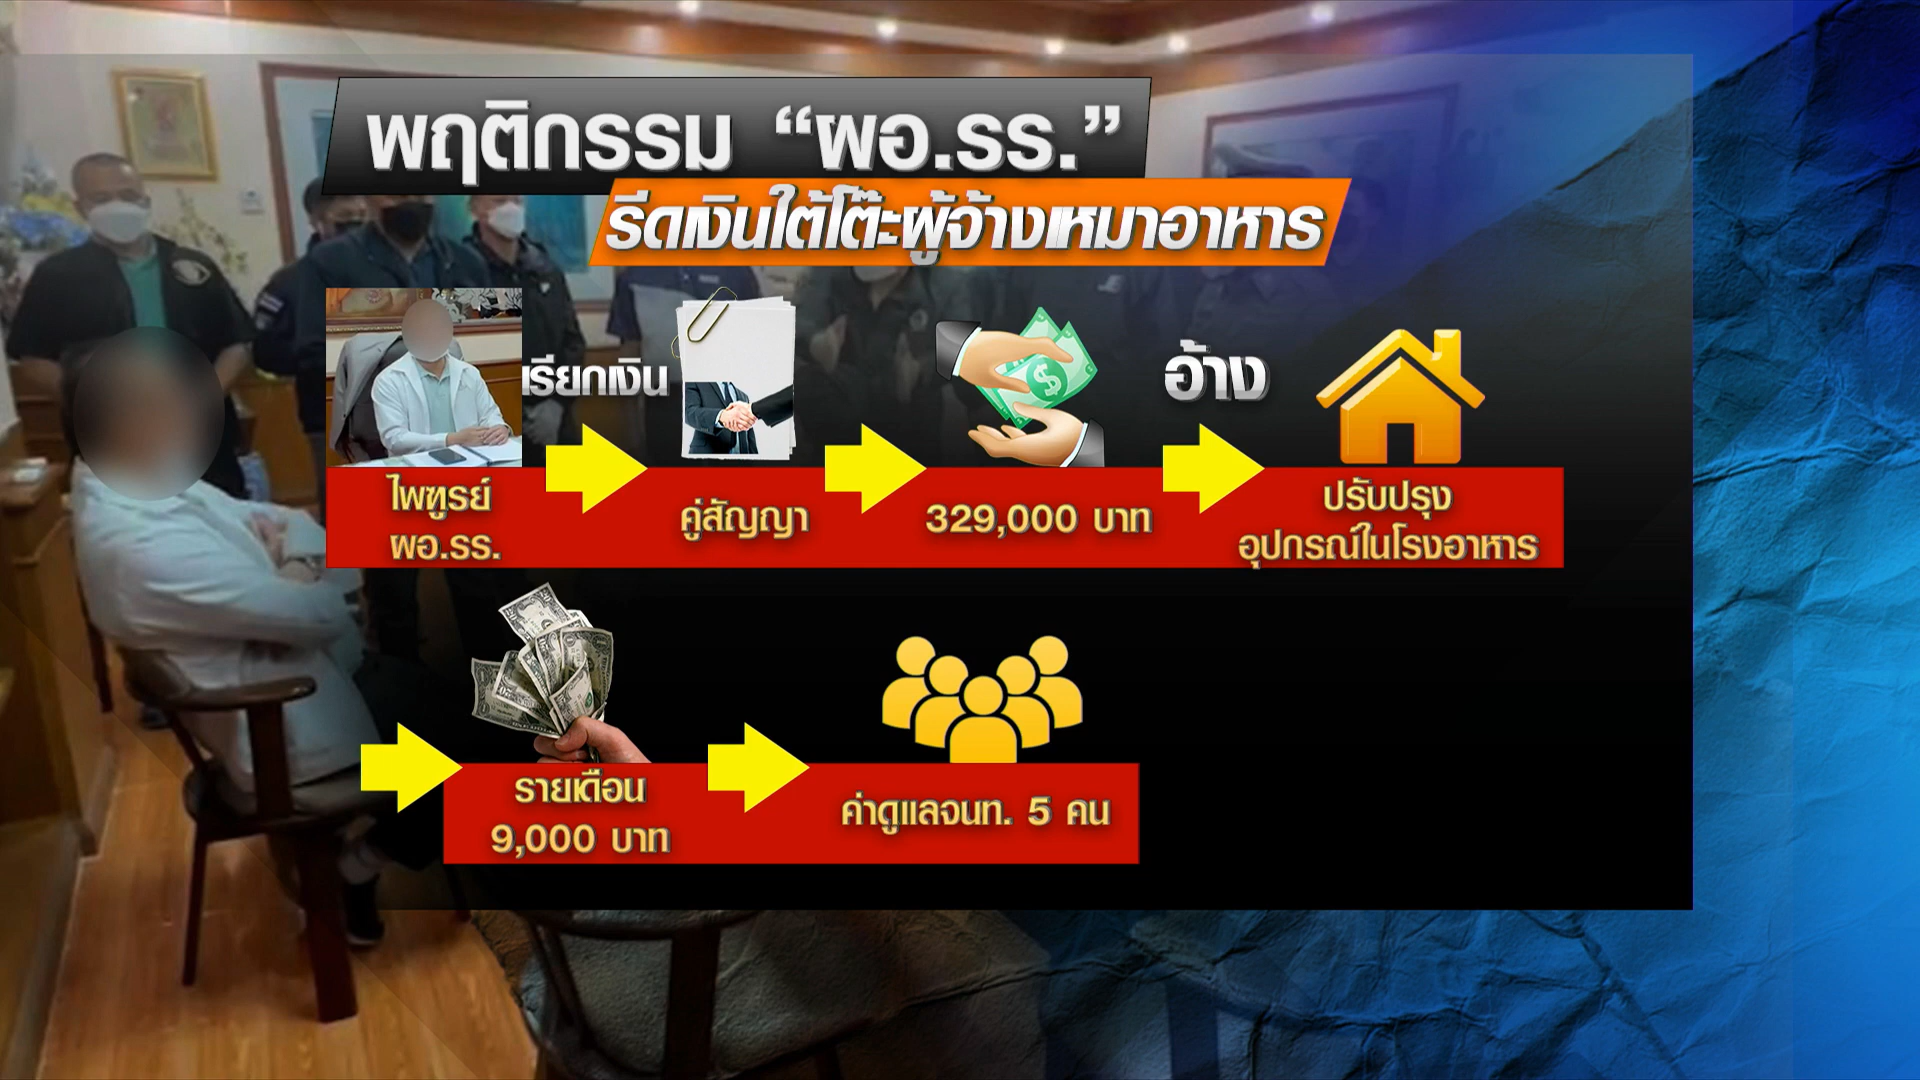 พฤติกรรม “ผอ.รร.”
รีดเงินใต้โต๊ะผู้จ้างเหมาอาหาร
เรียกเงิน
อ้าง
ไพฑูรย์
ผอ.รร.
คู่สัญญา
329,000 บาท
ปรับปรุง
อุปกรณ์ในโรงอาหาร
รายเดือน
9,000 บาท
ค่าดูแลจนท. 5 คน